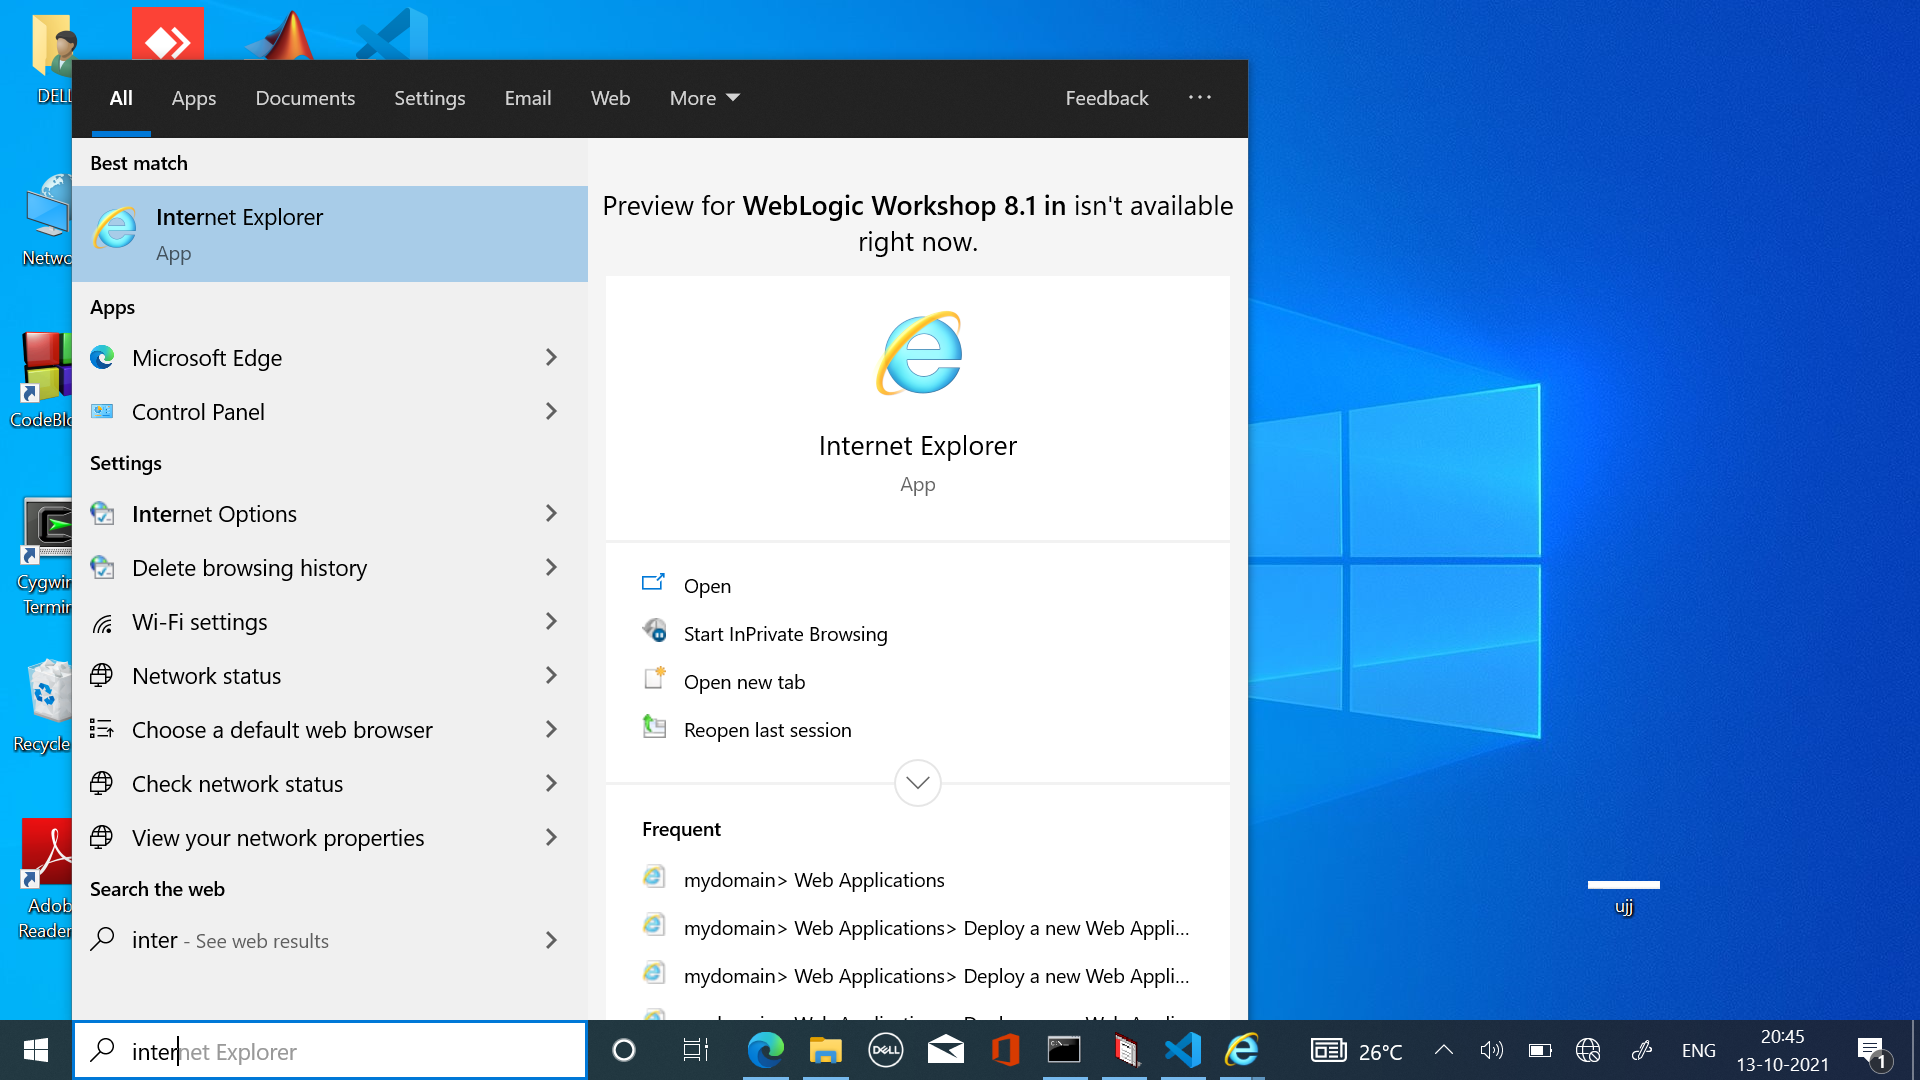 DELL
Netwo
CodeBlo
Cygwin
Termin
Recycle
Adob
Reader
All Apps Documents Settings Email Web More Feedback ...
Best match
Internet Explorer
App
Apps
Microsoft Edge
Control Panel
Settings
Internet Options
Delete browsing history
Wi-Fi settings
Network status
Choose a default web browser
Check network status
View your network properties
Search the web
inter - See web results
Preview for WebLogic Workshop 8.1 in isn't available
right now.
Internet Explorer
App
Open
Start InPrivate Browsing
Open new tab
Reopen last session
Frequent
mydomain> Web Applications
mydomain> Web Applications> Deploy a new Web Appli...
mydomain> Web Applications> Deploy a new Web Appli...
ujj
internet Explorer
DELL
26°C
ENG
20:45
13-10-2021
1